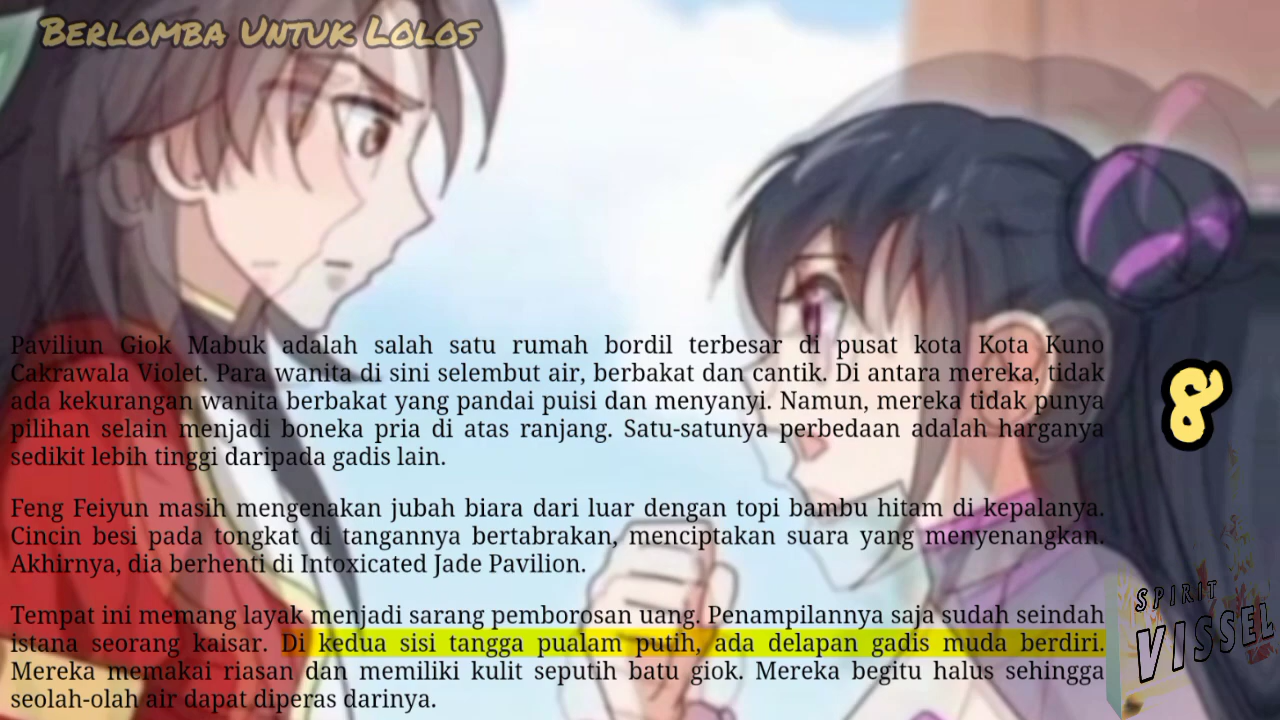 Berlomba Untuk Lolos
Paviliun Giok Mabuk adalah salah satu rumah bordil terbesar di pusat kota Kota Kuno
Cakrawala Violet. Para wanita di sini selembut air, berbakat dan cantik. Di antara mereka, tidak
ada kekurangan wanita berbakat yang pandai puisi dan menyanyi. Namun, mereka tidak punya
pilihan selain menjadi boneka pria di atas ranjang. Satu-satunya perbedaan adalah harganya
sedikit lebih tinggi daripada gadis lain.
8
Feng Feiyun masih mengenakan jubah biara dari luar dengan topi bambu hitam di kepalanya.
Cincin besi pada tongkat di tangannya bertabrakan, menciptakan suara yang menyenangkan.
Akhirnya, dia berhenti di Intoxicated Jade Pavilion.
Tempat ini memang layak menjadi sarang pemborosan uang. Penampilannya saja sudah seindah
istana seorang kaisar. Di kedua sisi tangga pualam putih, ada delapan gadis muda berdiri.
Mereka memakai riasan dan memiliki kulit seputih batu giok. Mereka begitu halus sehingga
seolah-olah air dapat diperas darinya.
SPIRIT
VISSEL